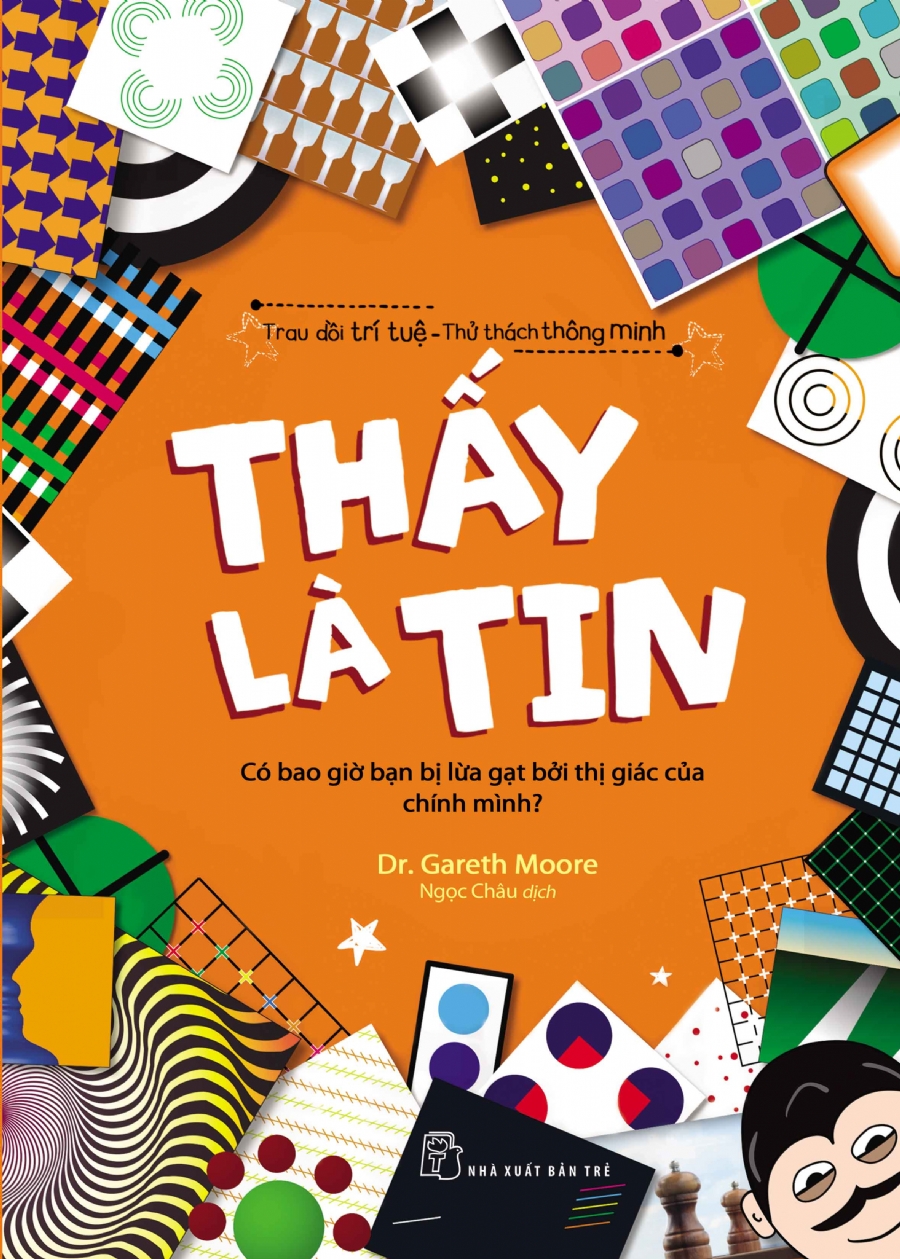 Trau dồi trí tuệ - Thử thách thông minh
THẤY
LÀ TIN
Có bao giờ bạn bị lừa gạt bởi thị giác của
chính mình?
Dr. Gareth Moore
Ngọc Châu dịch
NHÀ XUẤT BẢN TRẺ